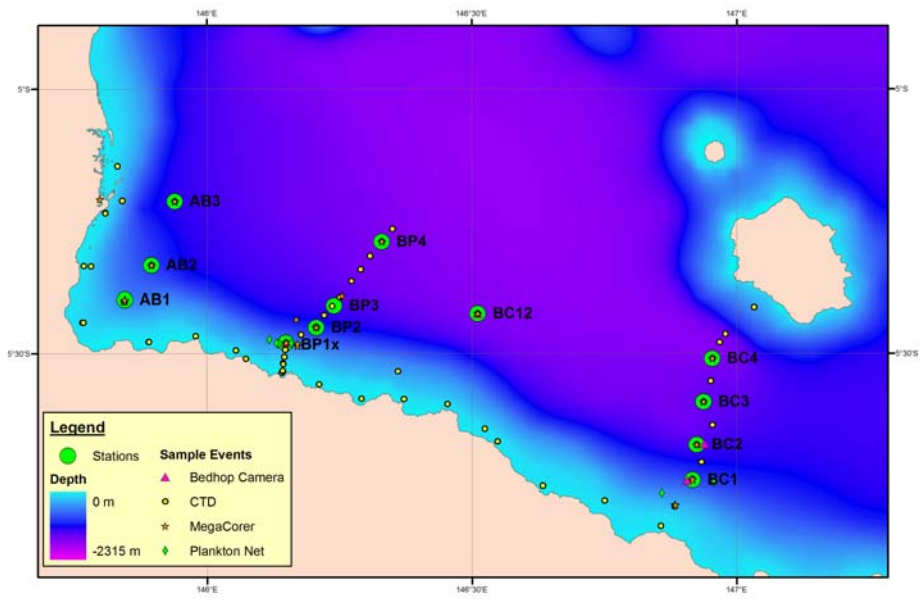 146°E 146°30'E 147°E
5°S 5°S
AB3
BP4
AB2
AB1
BP3
BC12
BP2
BP1x
5°30'S 5°30'S
BC4
BC3
BC2
BC1
Legend
Stations
Sample Events
Depth
Bedhop Camera
0 m
CTD
MegaCorer
-2315 m
Plankton Net
146°E 146°30'E 147°E